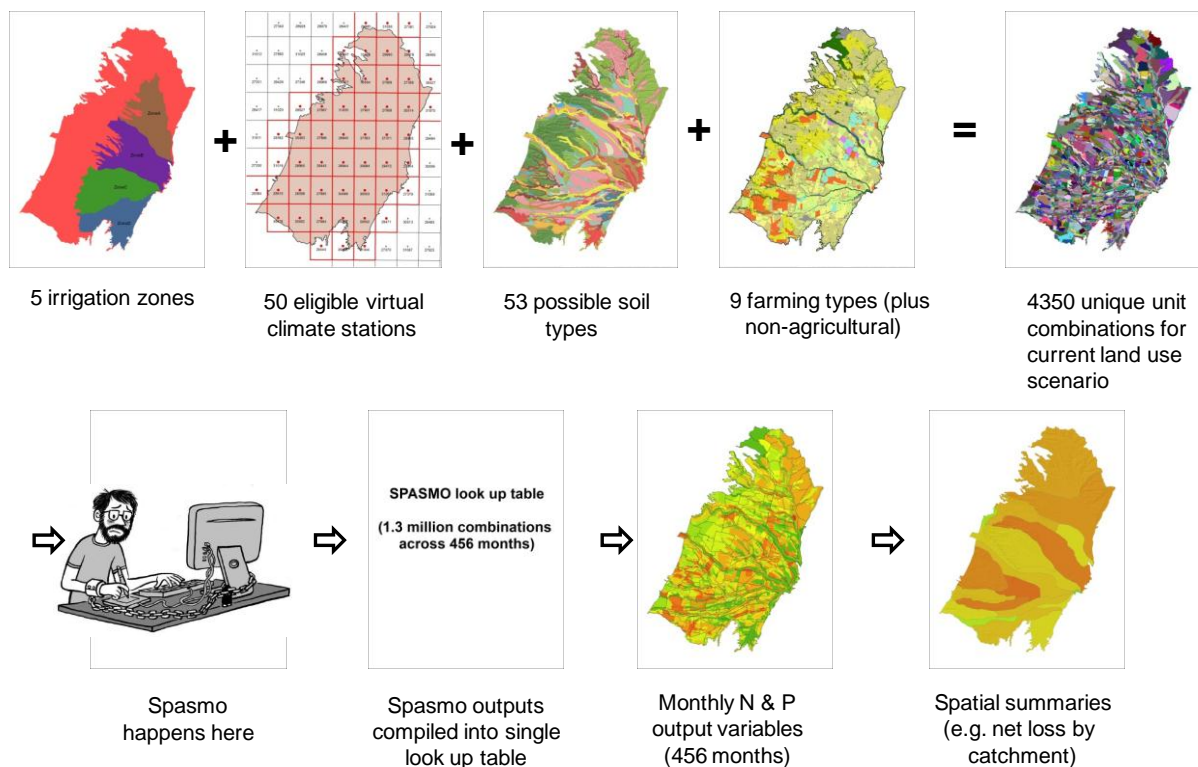 +
+
+
=
5 irrigation zones
50 eligible virtual
climate stations
53 possible soil
types
9 farming types (plus
non-agricultural)
4350 unique unit
combinations for
current land use
scenario
SPASMO look up table
(1.3 million combinations
across 456 months)
Spasmo
happens here
Spasmo outputs
compiled into single
look up table
Monthly N & P
output variables
(456 months)
Spatial summaries
(e.g. net loss by
catchment)